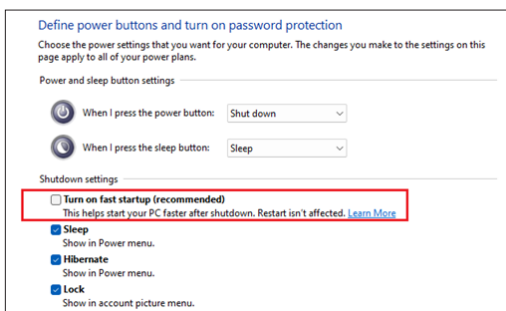 Define power buttons and turn on password protection
Choose the power settings that you want for your computer. The changes you make to the settings on this
page apply to all of your power plans.
Power and sleep button settings
When I press the power button: Shut down
When I press the sleep button: Sleep
Shutdown settings
Turn on fast startup (recommended)
This helps start your PC faster after shutdown. Restart isn't affected. Learn More
Sleep
Show in Power menu.
Hibernate
Show in Power menu.
Lock
Show in account picture menu.